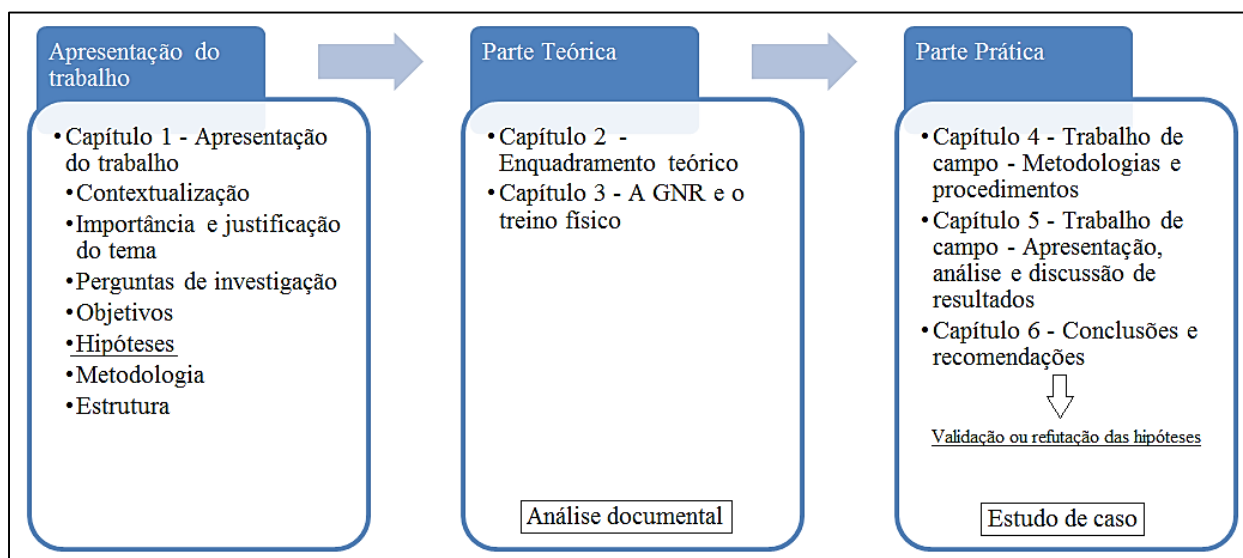 Apresentação do
trabalho
• Capítulo 1 - Apresentação
do trabalho
• Contextualização
• Importância e justificação
do tema
• Perguntas de investigação
• Objetivos
• Hipóteses
• Metodologia
• Estrutura
Parte Teórica
• Capítulo 2 -
Enquadramento teórico
• Capítulo 3 - A GNR e o
treino físico
Análise documental
Parte Prática
• Capítulo 4 - Trabalho de
campo - Metodologias e
procedimentos
• Capítulo 5 - Trabalho de
campo - Apresentação,
análise e discussão de
resultados
• Capítulo 6 - Conclusões e
recomendações
Validação ou refutação das hipóteses
Estudo de caso